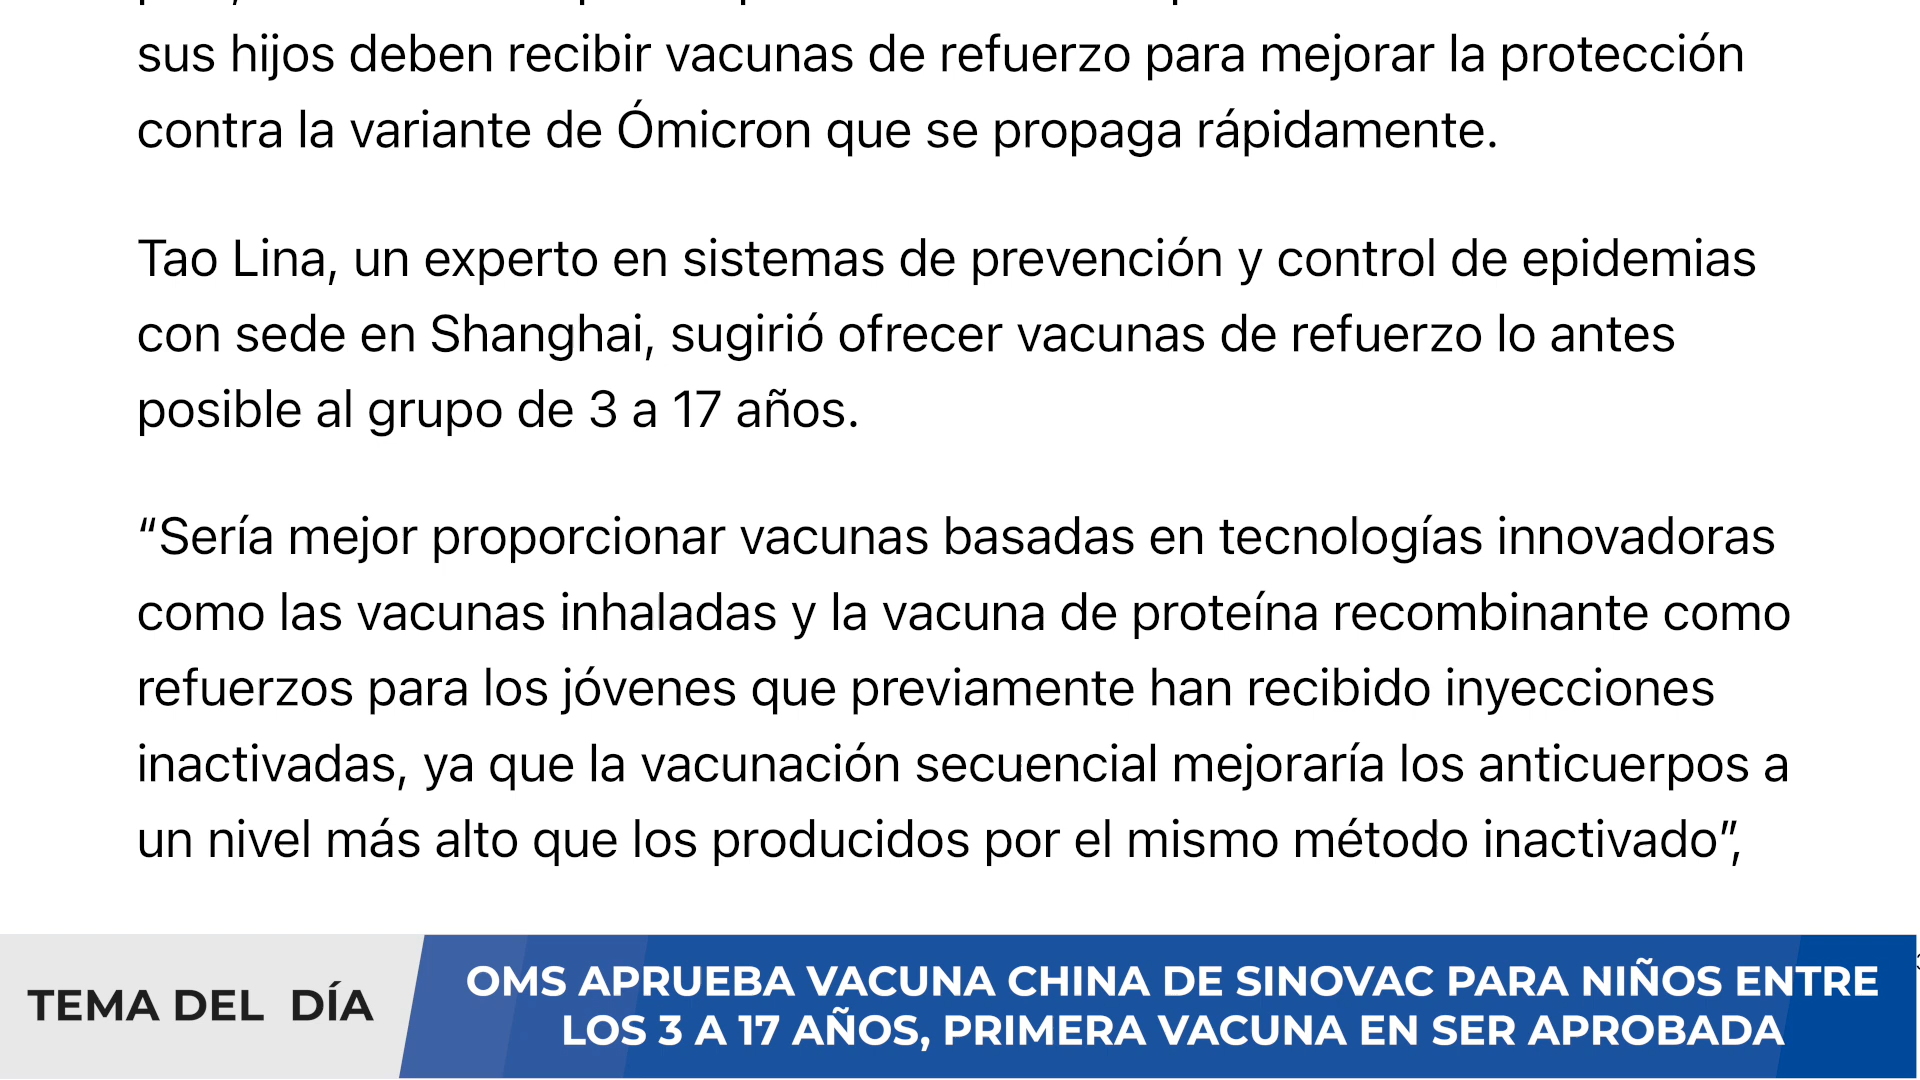 sus hijos deben recibir vacunas de refuerzo para mejorar la protección
contra la variante de Ómicron que se propaga rápidamente.
Tao Lina, un experto en sistemas de prevención y control de epidemias
con sede en Shanghai, sugirió ofrecer vacunas de refuerzo lo antes
posible al grupo de 3 a 17 años.
“Sería mejor proporcionar vacunas basadas en tecnologías innovadoras
como las vacunas inhaladas y la vacuna de proteína recombinante como
refuerzos para los jóvenes que previamente han recibido inyecciones
inactivadas, ya que la vacunación secuencial mejoraría los anticuerpos a
un nivel más alto que los producidos por el mismo método inactivado”,
TEMA DEL DÍA
OMS APRUEBA VACUNA CHINA DE SINOVAC PARA NIÑOS ENTRE
LOS 3 A 17 AÑOS, PRIMERA VACUNA EN SER APROBADA